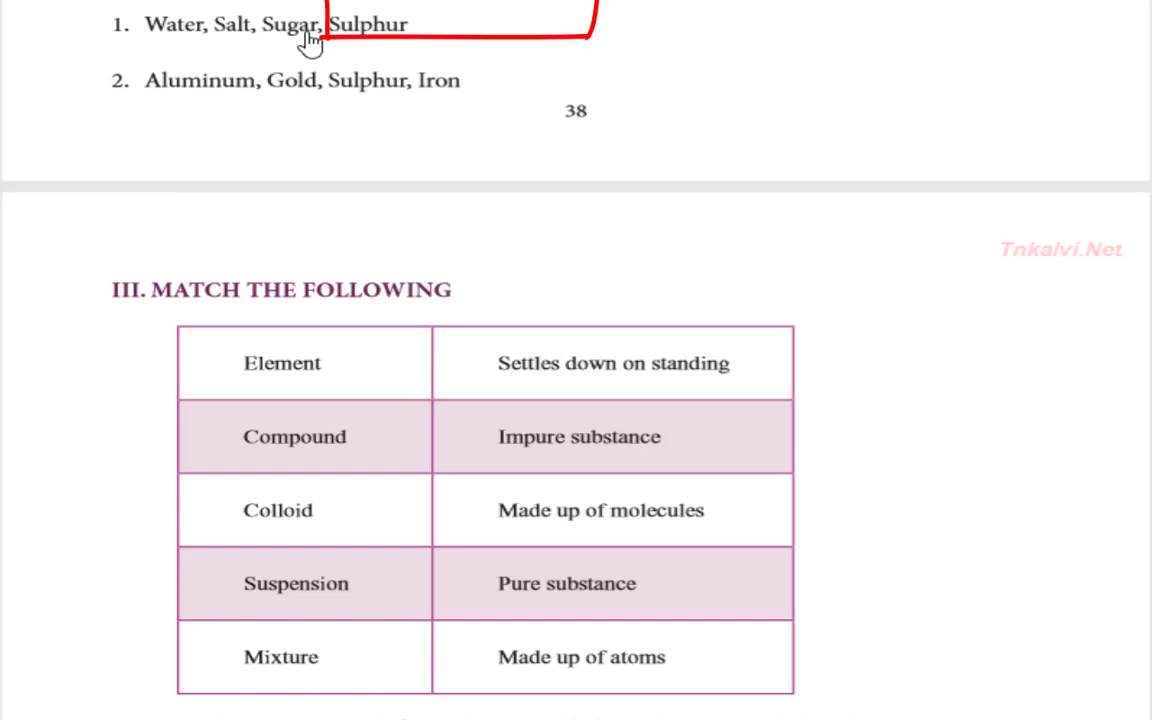 1. Water, Salt, Sugar, Sulphur
2. Aluminum, Gold, Sulphur, Iron
38
Tnkalvi.Net
III. MATCH THE FOLLOWING
Element Settles down on standing
Compound Impure substance
Colloid Made up of molecules
Suspension Pure substance
Mixture Made up of atoms